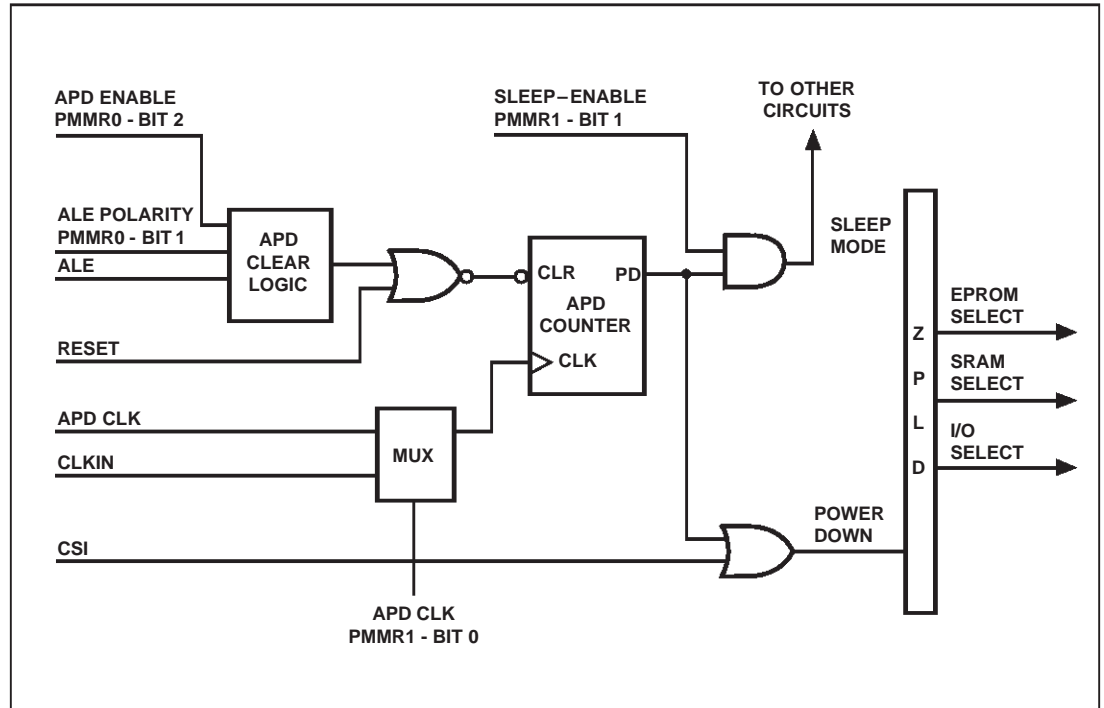 APD ENABLE
PMMR0 - BIT 2
SLEEP–ENABLE
PMMR1 - BIT 1
TO OTHER
CIRCUITS
ALE POLARITY
PMMR0 - BIT 1
ALE
APD
CLEAR
LOGIC
CLR
PD
APD
COUNTER
CLK
SLEEP
MODE
RESET
APD CLK
CLKIN
MUX
CSI
APD CLK
PMMR1 - BIT 0
POWER
DOWN
Z
P
L
D
EPROM
SELECT
SRAM
SELECT
I/O
SELECT